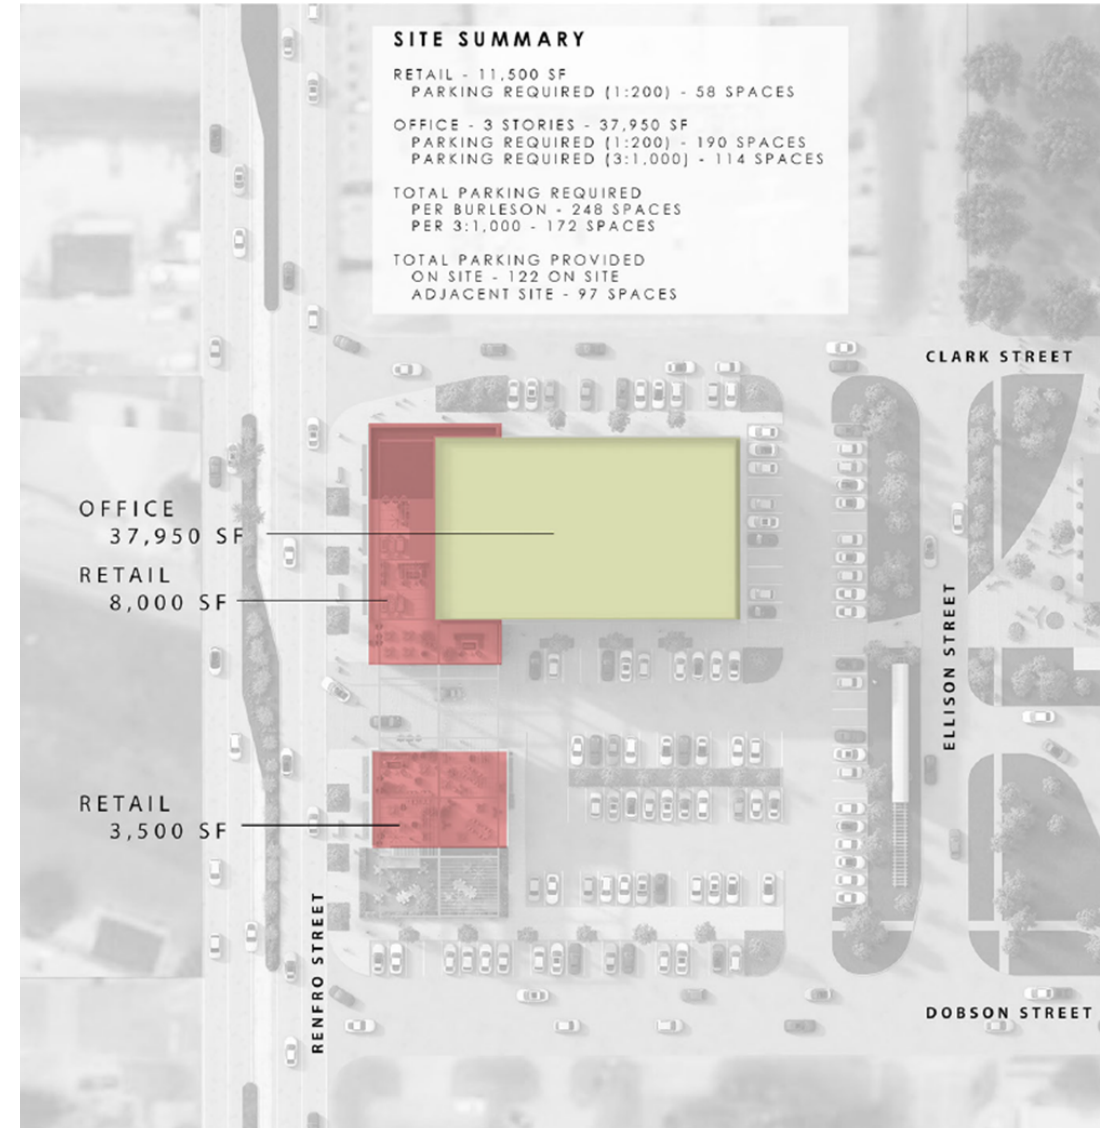 SITE SUMMARY
RETAIL - 11,500 SF
PARKING REQUIRED (1:200) - 58 SPACES
OFFICE - 3 STORIES - 37,950 SF
PARKING REQUIRED (1:200) - 190 SPACES
PARKING REQUIRED (3:1,000) - 114 SPACES
TOTAL PARKING REQUIRED
PER BURLESON - 248 SPACES
PER 3:1,000 - 172 SPACES
TOTAL PARKING PROVIDED
ON SITE - 122 ON SITE
ADJACENT SITE - 97 SPACES
CLARK STREET
OFFICE
37,950 SF
RETAIL
8,000 SF
ELLISON STREET
RETAIL
3,500 SF
RENFRO STREET
DOBSON STREET